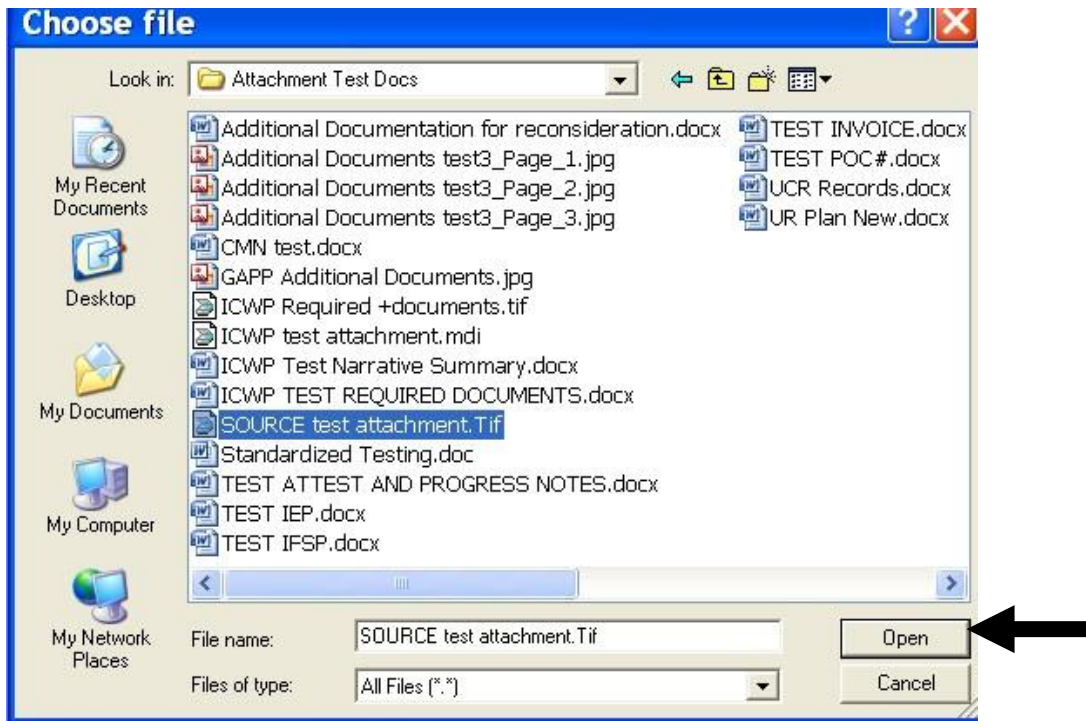 Choose file
Look in: Attachment Test Docs
My Recent
Documents
Desktop
My Documents
My Computer
My Network
Places
Additional Documentation for reconsideration.docx
Additional Documents test3_Page_1.jpg
Additional Documents test3_Page_2.jpg
Additional Documents test3_Page_3.jpg
CMN test.docx
GAPP Additional Documents.jpg
ICWP Required +documents.tif
ICWP test attachment.mdi
ICWP Test Narrative Summary.docx
ICWP TEST REQUIRED DOCUMENTS.docx
SOURCE test attachment.Tif
Standardized Testing.doc
TEST ATTEST AND PROGRESS NOTES.docx
TEST IEP.docx
TEST IFSP.docx
TEST INVOICE.docx
TEST POC#.docx
UCR Records.docx
UR Plan New.docx
File name: SOURCE test attachment.Tif Open
Files of type: All Files (*.*) Cancel